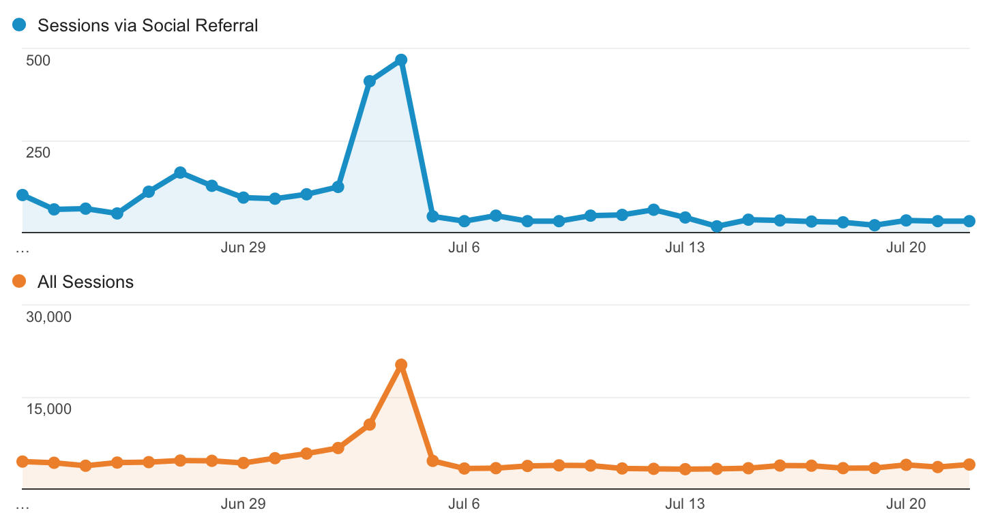 Sessions via Social Referral
500
250
… Jun 29 Jul 6 Jul 13 Jul 20
All Sessions
30,000
15,000
… Jun 29 Jul 6 Jul 13 Jul 20